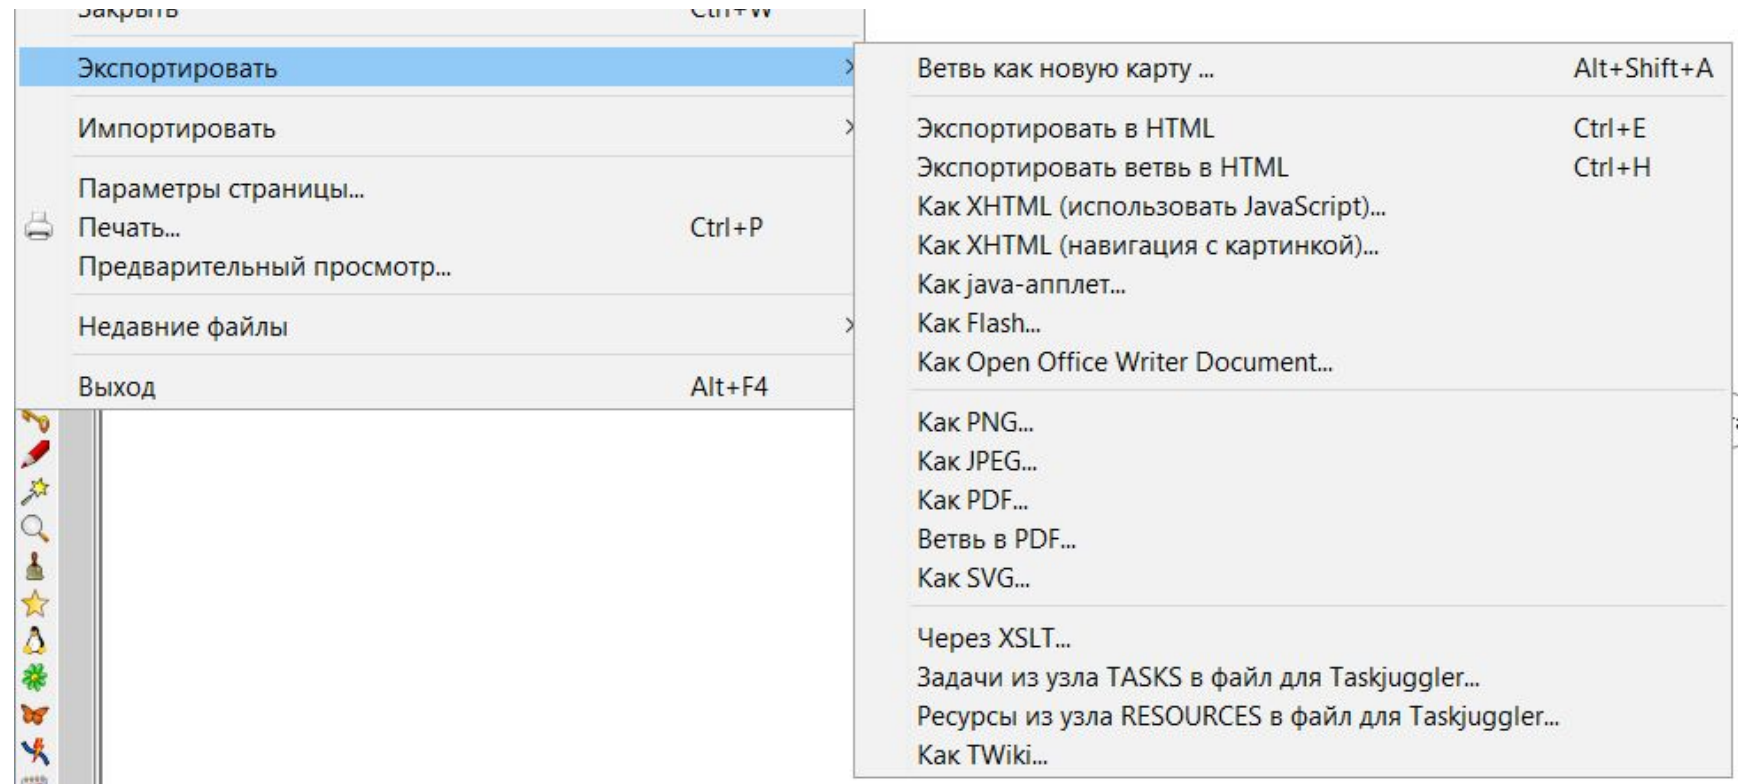 Закрыть Ctrl+W
Экспортировать
Импортировать
Параметры страницы...
Печать... Ctrl+P
Предварительный просмотр...
Недавние файлы
Выход Alt+F4
Ветвь как новую карту ... Alt+Shift+A
Экспортировать в HTML Ctrl+E
Экспортировать ветвь в HTML Ctrl+H
Как XHTML (использовать JavaScript)...
Как XHTML (навигация с картинкой)...
Как java-апплет...
Как Flash...
Как Open Office Writer Document...
Как PNG...
Как JPEG...
Как PDF...
Ветвь в PDF...
Как SVG...
Через XSLT...
Задачи из узла TASKS в файл для Taskjuggler...
Ресурсы из узла RESOURCES в файл для Taskjuggler...
Как TWiki...